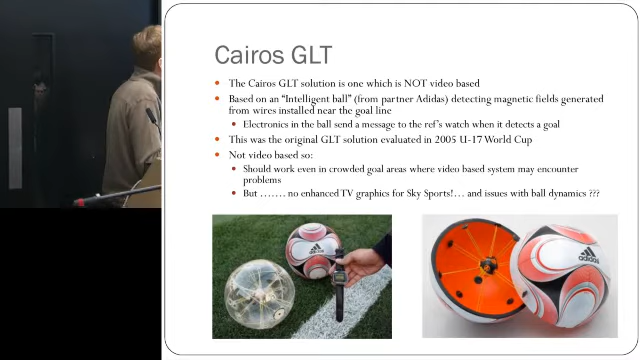 Cairos GLT
The Cairos GLT solution is one which is NOT video based
Based on an "Intelligent ball" (from partner Adidas) detecting magnetic fields generated
from wires installed near the goal line
Electronics in the ball send a message to the ref's watch when it detects a goal
This was the original GLT solution evaluated in 2005 U-17 World Cup
Not video based so:
Should work even in crowded goal areas where video based system may encounter
problems
But ……. no enhanced TV graphics for Sky Sports!… and issues with ball dynamics ???
adidas
adidas